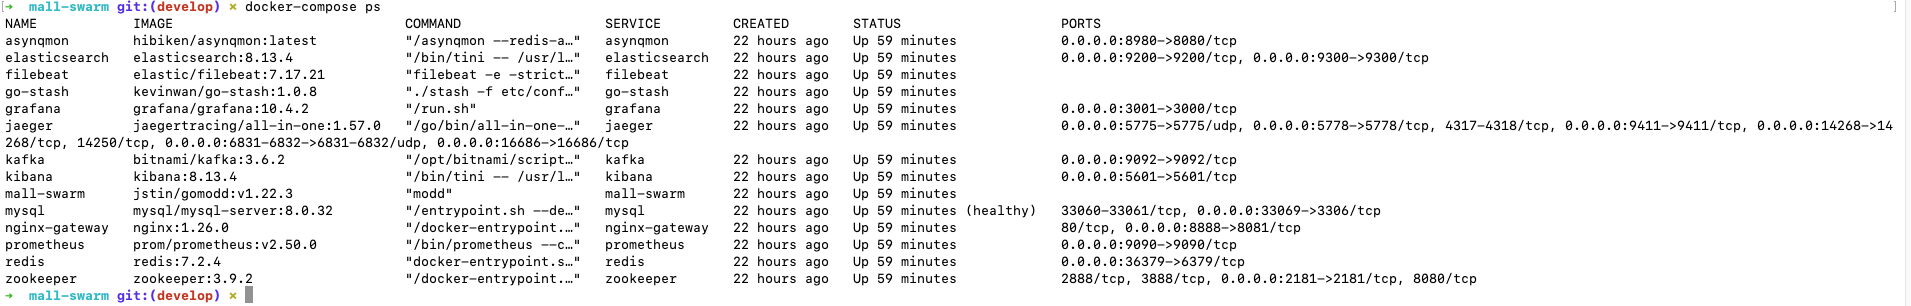 [→ mall-swarm git:(develop) × docker-compose ps ]
NAME IMAGE COMMAND SERVICE CREATED STATUS PORTS
asynqmon hibiken/asynqmon:latest "/asynqmon --redis-a…" asynqmon 22 hours ago Up 59 minutes 0.0.0.0:8980->8080/tcp
elasticsearch elasticsearch:8.13.4 "/bin/tini -- /usr/l…" elasticsearch 22 hours ago Up 59 minutes 0.0.0.0:9200->9200/tcp, 0.0.0.0:9300->9300/tcp
filebeat elastic/filebeat:7.17.21 "filebeat -e -strict…" filebeat 22 hours ago Up 59 minutes
go-stash kevinwan/go-stash:1.0.8 "./stash -f etc/conf…" go-stash 22 hours ago Up 59 minutes
grafana grafana/grafana:10.4.2 "/run.sh" grafana 22 hours ago Up 59 minutes 0.0.0.0:3001->3000/tcp
jaeger jaegertracing/all-in-one:1.57.0 "/go/bin/all-in-one-…" jaeger 22 hours ago Up 59 minutes 0.0.0.0:5775->5775/udp, 0.0.0.0:5778->5778/tcp, 4317-4318/tcp, 0.0.0.0:9411->9411/tcp, 0.0.0.0:14268->14
268/tcp, 14250/tcp, 0.0.0.0:6831-6832->6831-6832/udp, 0.0.0.0:16686->16686/tcp
kafka bitnami/kafka:3.6.2 "/opt/bitnami/script…" kafka 22 hours ago Up 59 minutes 0.0.0.0:9092->9092/tcp
kibana kibana:8.13.4 "/bin/tini -- /usr/l…" kibana 22 hours ago Up 59 minutes 0.0.0.0:5601->5601/tcp
mall-swarm jstin/gomodd:v1.22.3 "modd" mall-swarm 22 hours ago Up 59 minutes
mysql mysql/mysql-server:8.0.32 "/entrypoint.sh --de…" mysql 22 hours ago Up 59 minutes (healthy) 33060-33061/tcp, 0.0.0.0:33069->3306/tcp
nginx-gateway nginx:1.26.0 "/docker-entrypoint.…" nginx-gateway 22 hours ago Up 59 minutes 80/tcp, 0.0.0.0:8888->8081/tcp
prometheus prom/prometheus:v2.50.0 "/bin/prometheus --c…" prometheus 22 hours ago Up 59 minutes 0.0.0.0:9090->9090/tcp
redis redis:7.2.4 "docker-entrypoint.s…" redis 22 hours ago Up 59 minutes 0.0.0.0:36379->6379/tcp
zookeeper zookeeper:3.9.2 "/docker-entrypoint.…" zookeeper 22 hours ago Up 59 minutes 2888/tcp, 3888/tcp, 0.0.0.0:2181->2181/tcp, 8080/tcp
→ mall-swarm git:(develop) ×